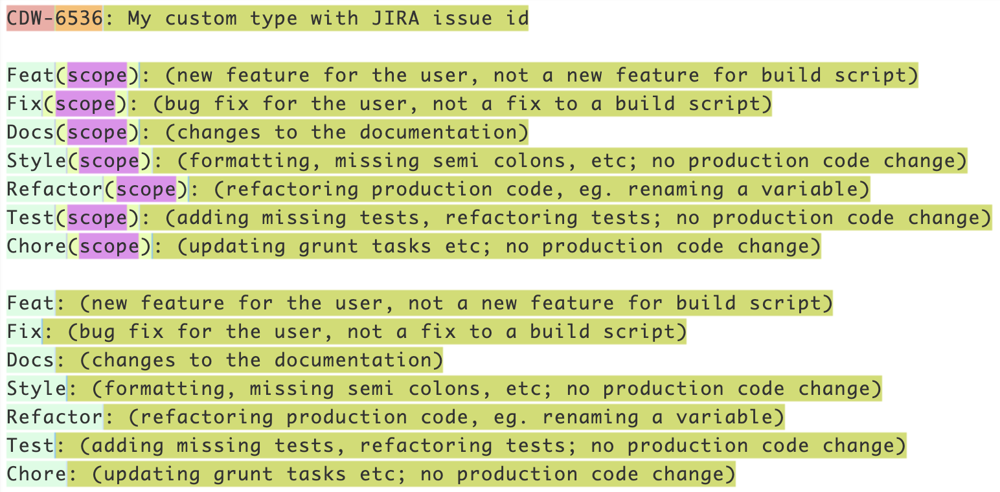 CDW-6536: My custom type with JIRA issue id
Feat(scope): (new feature for the user, not a new feature for build script)
Fix(scope): (bug fix for the user, not a fix to a build script)
Docs(scope): (changes to the documentation)
Style(scope): (formatting, missing semi colons, etc; no production code change)
Refactor(scope): (refactoring production code, eg. renaming a variable)
Test(scope): (adding missing tests, refactoring tests; no production code change)
Chore(scope): (updating grunt tasks etc; no production code change)
Feat: (new feature for the user, not a new feature for build script)
Fix: (bug fix for the user, not a fix to a build script)
Docs: (changes to the documentation)
Style: (formatting, missing semi colons, etc; no production code change)
Refactor: (refactoring production code, eg. renaming a variable)
Test: (adding missing tests, refactoring tests; no production code change)
Chore: (updating grunt tasks etc; no production code change)